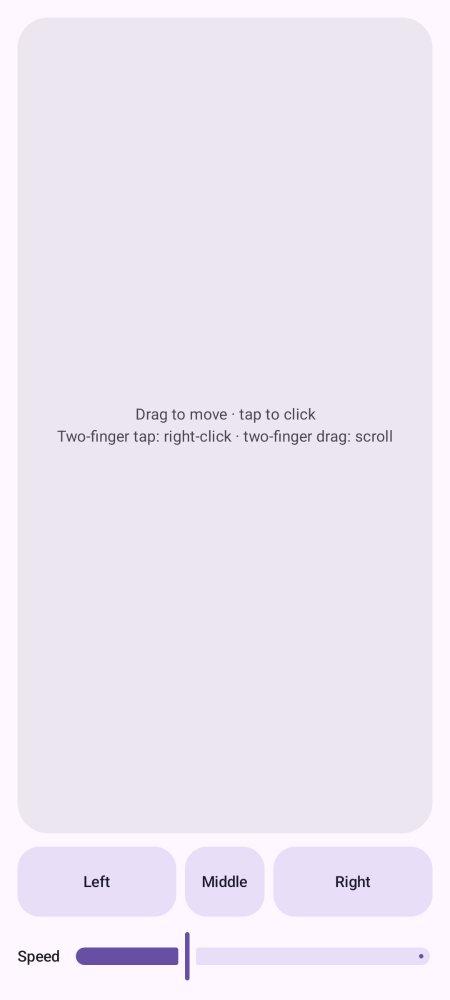 Drag to move · tap to click
Two-finger tap: right-click · two-finger drag: scroll
Left
Middle
Right
Speed